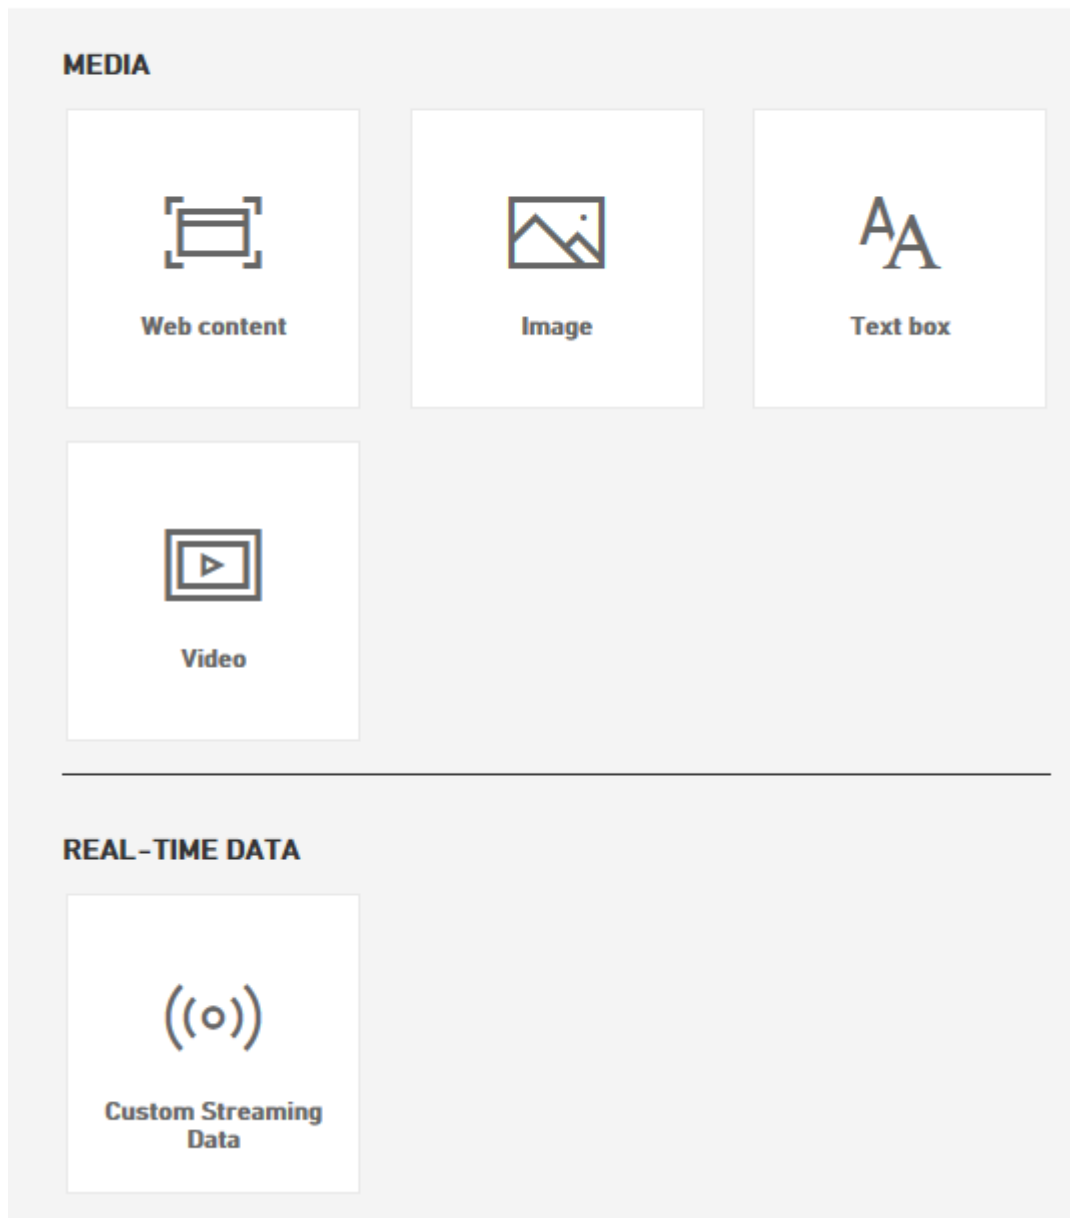 MEDIA
Web content
Image
Text box
Video
REAL-TIME DATA
Custom Streaming
Data